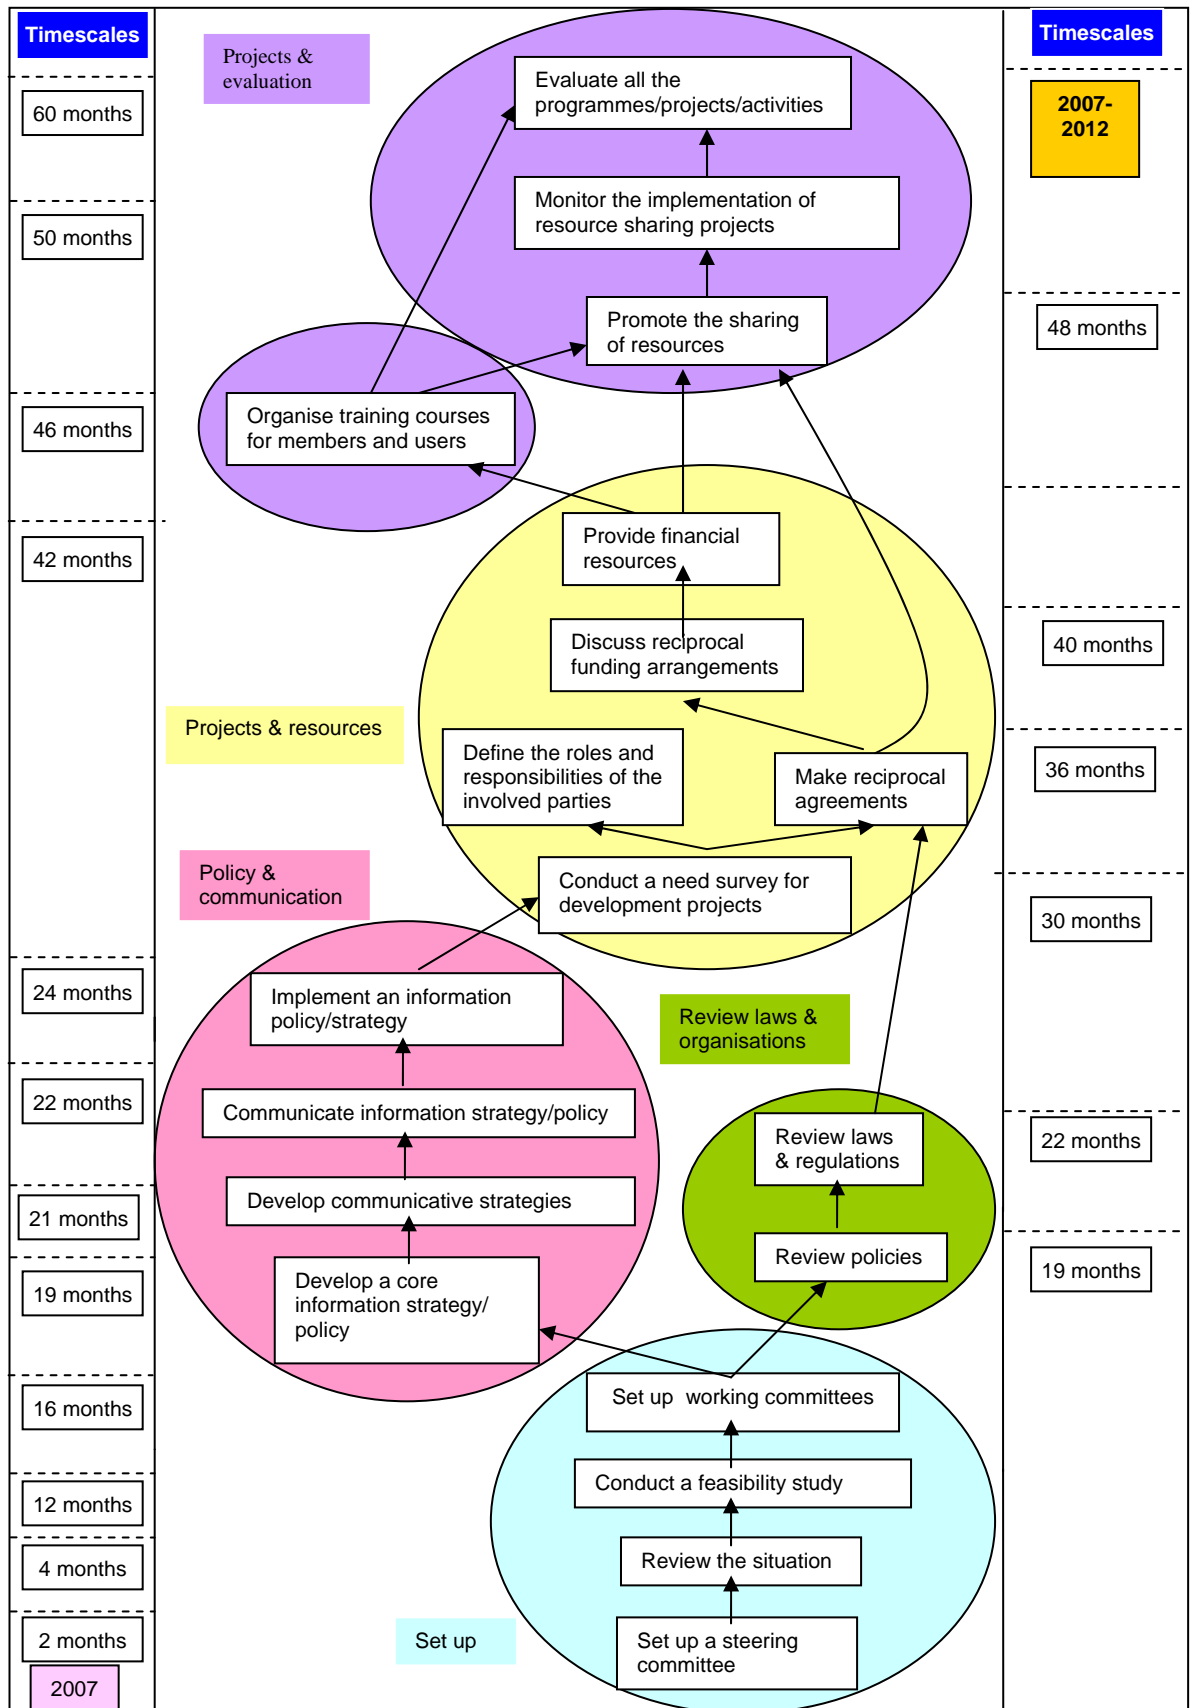 Timescales
Timescales
Projects &
evaluation
Evaluate all the
programmes/projects/activities
60 months
2007-
2012
Monitor the implementation of
resource sharing projects
50 months
Promote the sharing
of resources
48 months
Organise training courses
for members and users
46 months
Provide financial
resources
42 months
Discuss reciprocal
funding arrangements
40 months
Projects & resources
Define the roles and
responsibilities of the
involved parties
Make reciprocal
agreements
36 months
Policy &
communication
Conduct a need survey for
development projects
30 months
24 months
Implement an information
policy/strategy
Review laws &
organisations
22 months
Communicate information strategy/policy
Review laws
& regulations
22 months
21 months
Develop communicative strategies
Review policies
19 months
19 months
Develop a core
information strategy/
policy
16 months
Set up working committees
12 months
Conduct a feasibility study
4 months
Review the situation
2 months
Set up
Set up a steering
committee
2007